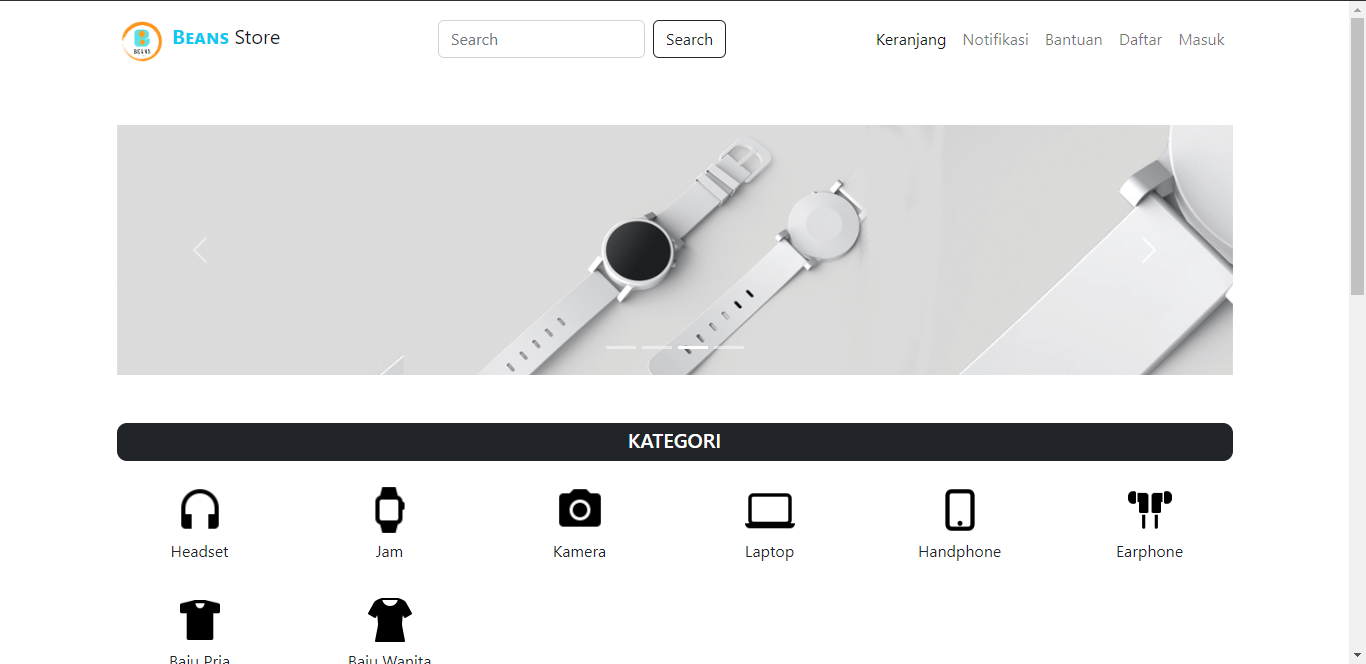 BEANS
BEANS Store
Search
Search
Keranjang
Notifikasi
Bantuan
Daftar
Masuk
KATEGORI
Headset
Jam
Kamera
Laptop
Handphone
Earphone
Baju Pria
Baju Wanita